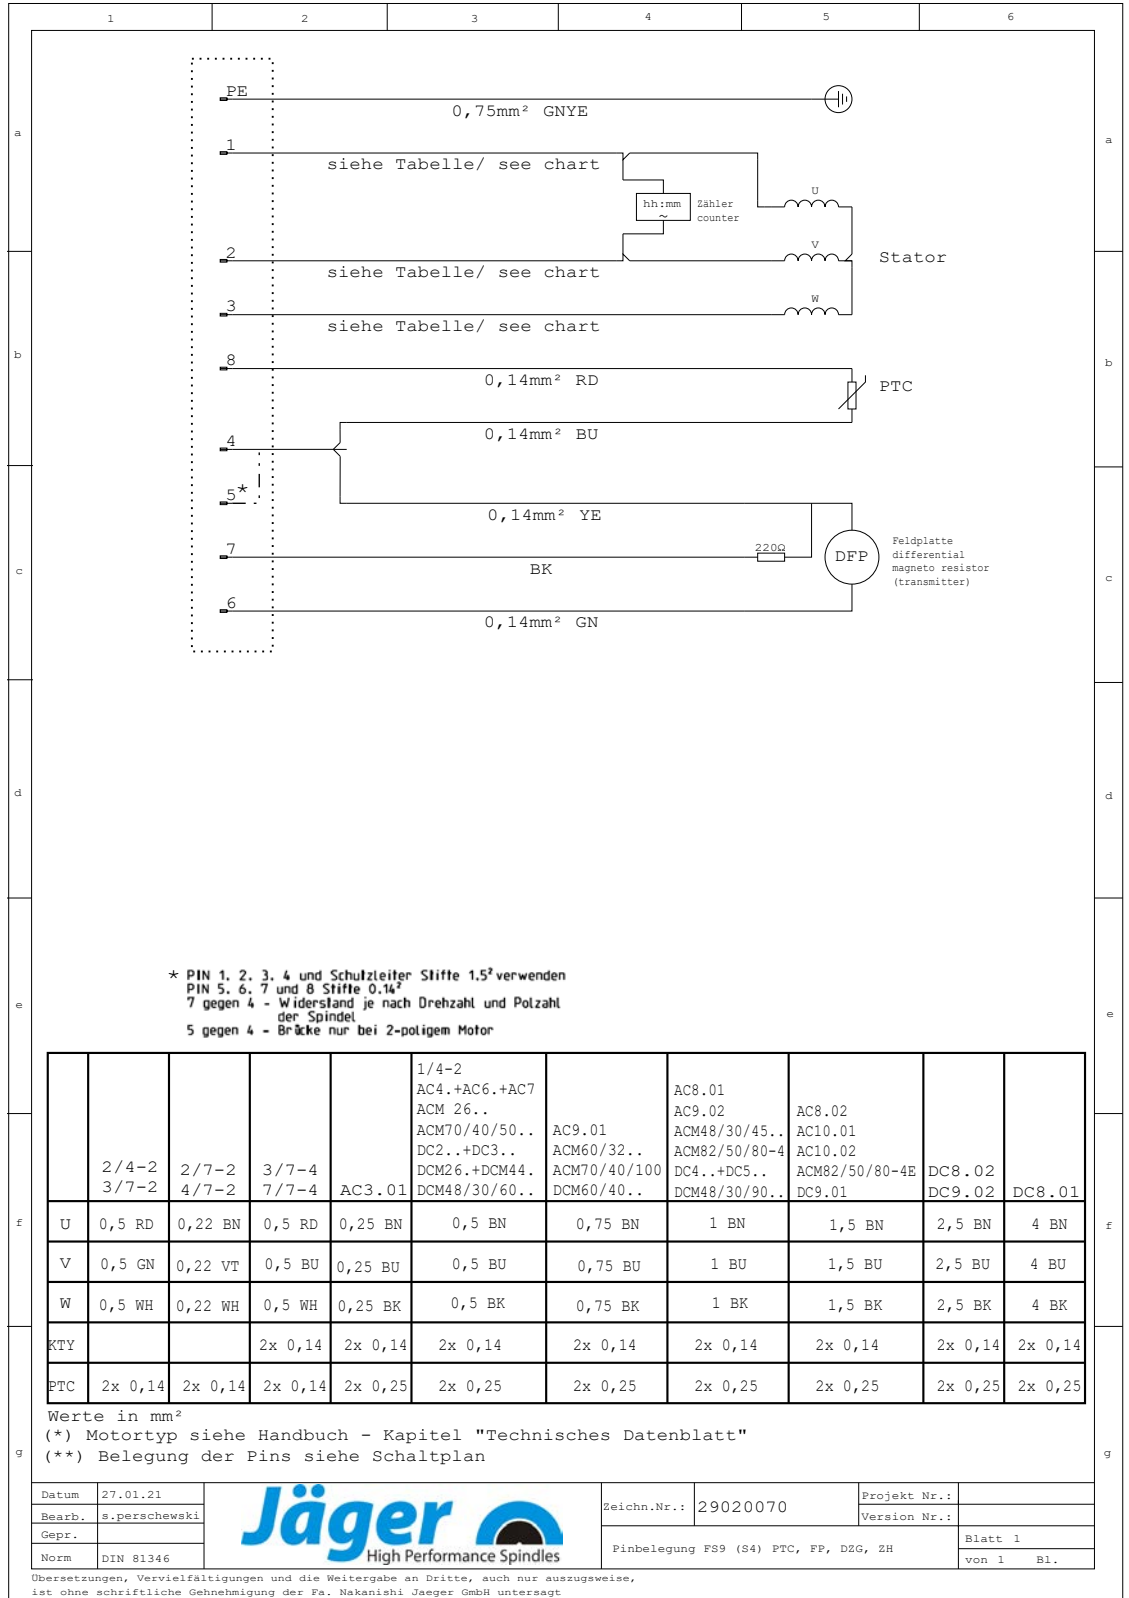 1 2 3 4 5 6
a a
b b
c c
d d
e e
f f
g g
PE
0,75mm² GNYE
1
siehe Tabelle/ see chart
hh:mm
~
Zähler
counter
U
2
siehe Tabelle/ see chart
V
Stator
3
siehe Tabelle/ see chart
W
8
0,14mm² RD
PTC
0,14mm² BU
4
5*
0,14mm² YE
7
BK
220Ω
DFP
Feldplatte
differential
magneto resistor
(transmitter)
6
0,14mm² GN
* PIN 1. 2. 3. 4 und Schutzleiter Stifte 1.5² verwenden
PIN 5. 6. 7 und 8 Stifte 0.14²
7 gegen 4 - Widerstand je nach Drehzahl und Polzahl
der Spindel
5 gegen 4 - Brücke nur bei 2-poligem Motor
2/4-2
3/7-2
2/7-2
4/7-2
3/7-4
7/7-4
AC3.01
1/4-2
AC4.+AC6.+AC7
ACM 26..
ACM70/40/50..
DC2..+DC3..
DCM26.+DCM44.
DCM48/30/60..
AC9.01
ACM60/32..
ACM70/40/100
DCM60/40..
AC8.01
AC9.02
ACM48/30/45..
ACM82/50/80-4
DC4..+DC5..
DCM48/30/90..
AC8.02
AC10.01
AC10.02
ACM82/50/80-4E
DC9.01
DC8.02
DC9.02
DC8.01
U 0,5 RD 0,22 BN 0,5 RD 0,25 BN 0,5 BN 0,75 BN 1 BN 1,5 BN 2,5 BN 4 BN
V 0,5 GN 0,22 VT 0,5 BU 0,25 BU 0,5 BU 0,75 BU 1 BU 1,5 BU 2,5 BU 4 BU
W 0,5 WH 0,22 WH 0,5 WH 0,25 BK 0,5 BK 0,75 BK 1 BK 1,5 BK 2,5 BK 4 BK
KTY 2x 0,14 2x 0,14 2x 0,14 2x 0,14 2x 0,14 2x 0,14 2x 0,14 2x 0,14
PTC 2x 0,14 2x 0,14 2x 0,14 2x 0,25 2x 0,25 2x 0,25 2x 0,25 2x 0,25 2x 0,25 2x 0,25
Werte in mm²
(*) Motortyp siehe Handbuch - Kapitel "Technisches Datenblatt"
(**) Belegung der Pins siehe Schaltplan
Datum 27.01.21
Bearb. s.perschewski
Gepr.
Norm DIN 81346
Jäger
High Performance Spindles
Zeichn.Nr.: 29020070
Pinbelegung FS9 (S4) PTC, FP, DZG, ZH
Projekt Nr.:
Version Nr.:
Blatt 1
von 1 Bl.
Übersetzungen, Vervielfältigungen und die Weitergabe an Dritte, auch nur auszugsweise,
ist ohne schriftliche Gehnehmigung der Fa. Nakanishi Jaeger GmbH untersagt